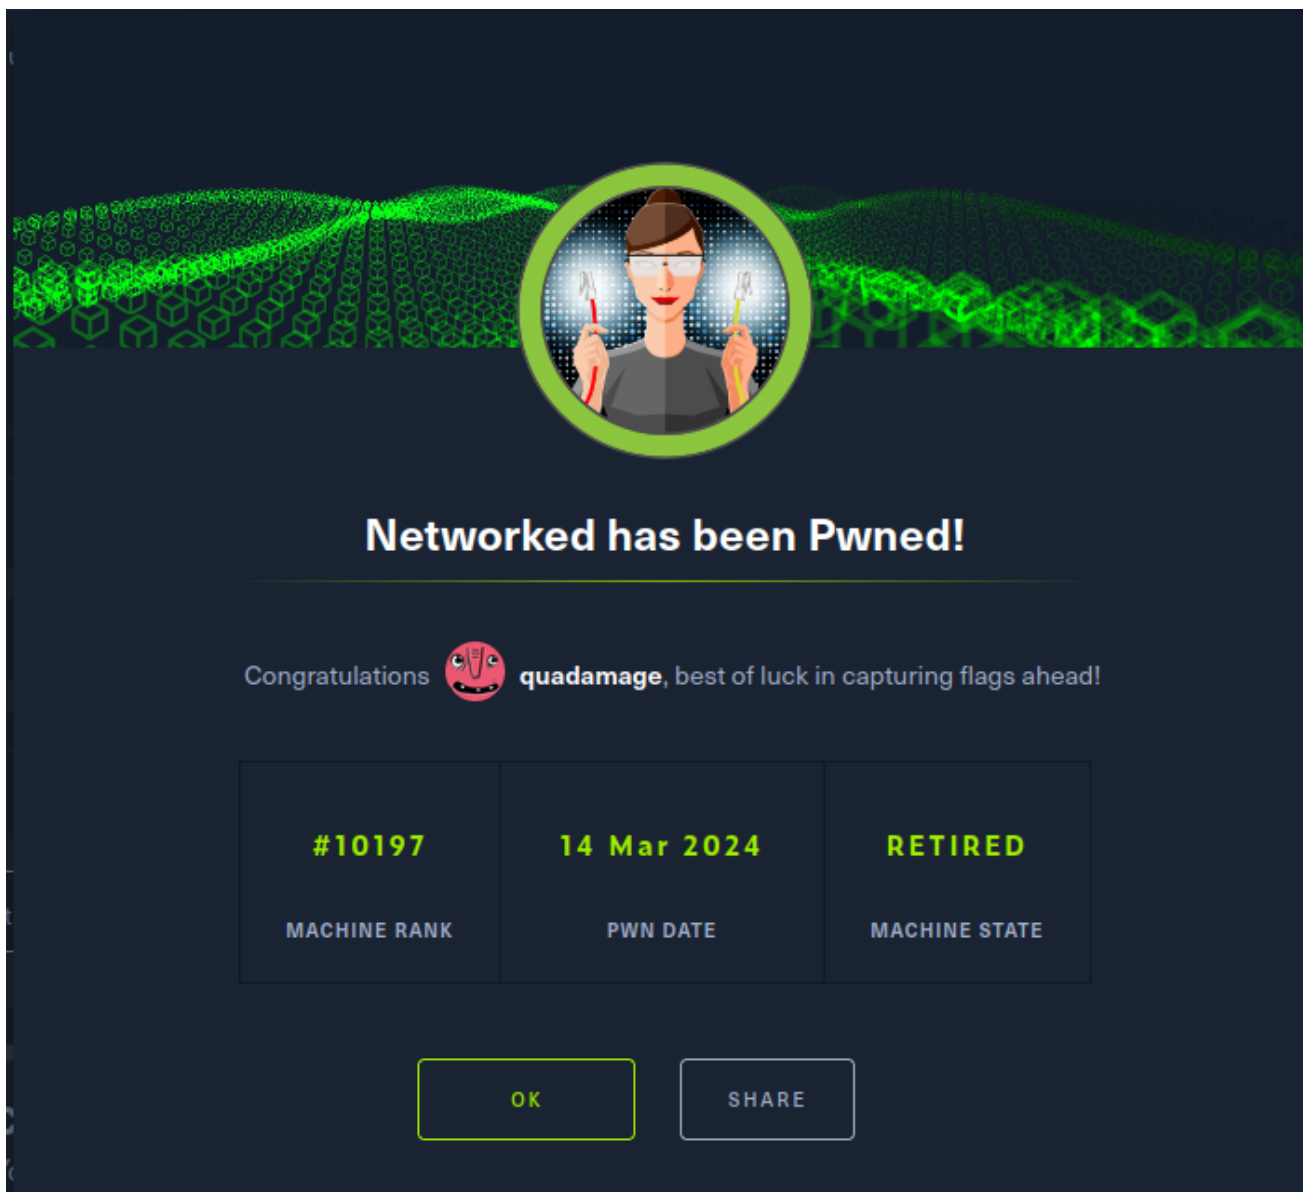 Networked has been Pwned!
Congratulations quadamage, best of luck in capturing flags ahead!
#10197 14 Mar 2024 RETIRED
MACHINE RANK PWN DATE MACHINE STATE
OK SHARE